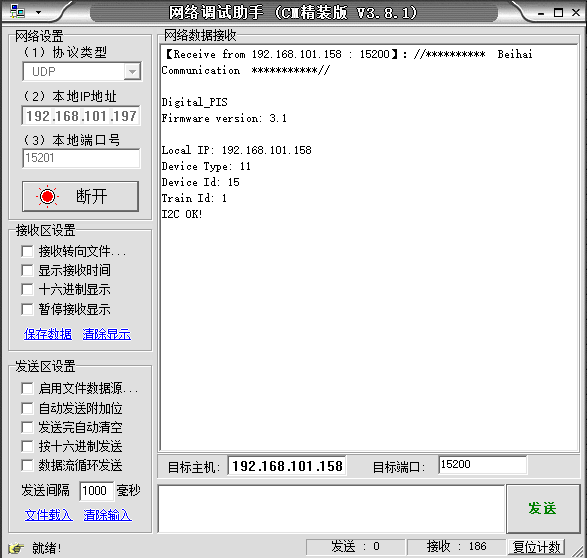 网络调试助手 (CⅢ精装版 V3.8.1)
网络设置
(1) 协议类型
UDP
(2) 本地IP地址
192.168.101.197
(3) 本地端口号
15201
断开
接收区设置
接收转向文件...
显示接收时间
十六进制显示
暂停接收显示
保存数据 清除显示
发送区设置
启用文件数据源...
自动发送附加位
发送完自动清空
按十六进制发送
数据流循环发送
发送间隔 1000 毫秒
文件载入 清除输入
网络数据接收
【Receive from 192.168.101.158 : 15200】: //********** Beihai
Communication ***********//
Digital_PIS
Firmware version: 3.1
Local IP: 192.168.101.158
Device Type: 11
Device Id: 15
Train Id: 1
I2C OK!
目标主机: 192.168.101.158 目标端口: 15200
发送
就绪! 发送 : 0 接收 : 186 复位计数